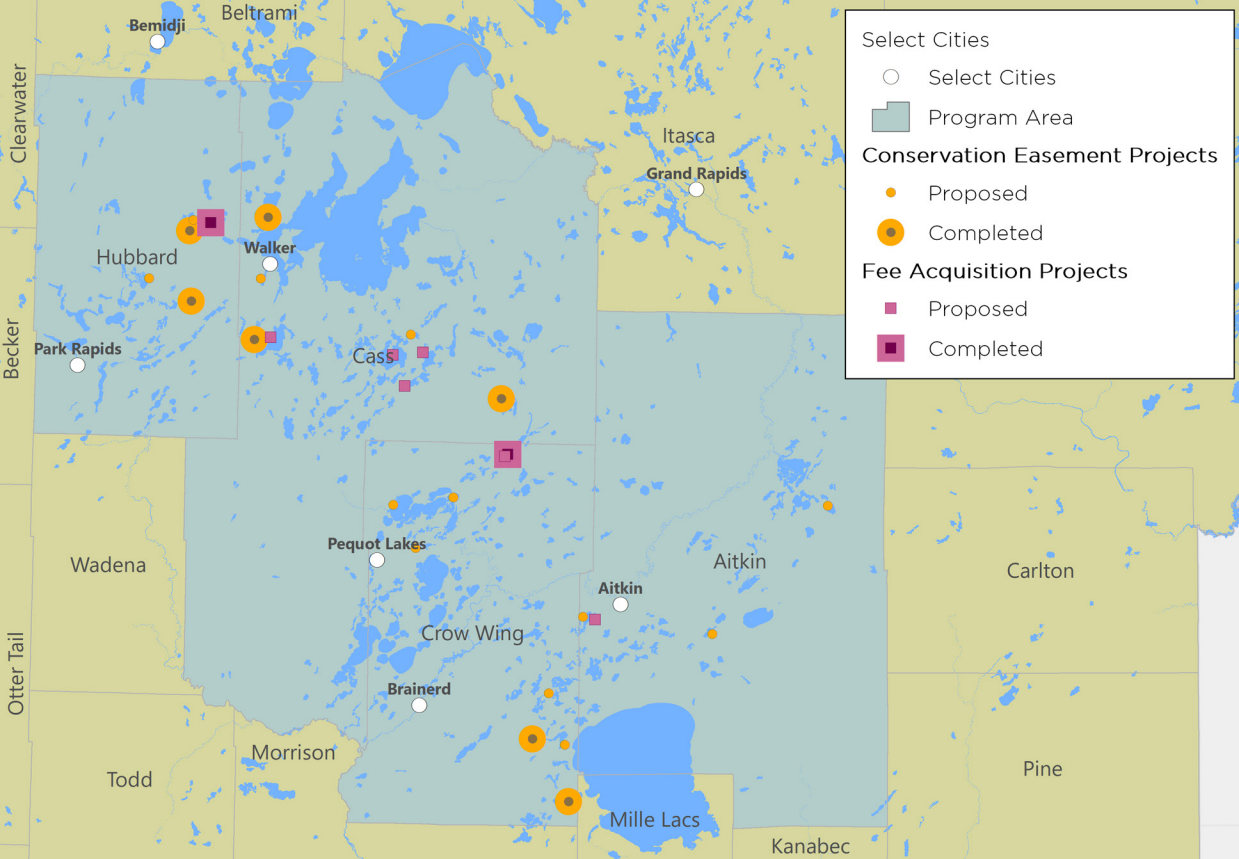 Beltrami
Bemidji
Clearwater
Itasca
Grand Rapids
Walker
Hubbard
Becker
Park Rapids
Cass
Pequot Lakes
Wadena
Aitkin
Aitkin
Carlton
Crow Wing
Otter Tail
Brainerd
Morrison
Todd
Pine
Mille Lacs
Kanabec
Select Cities
Select Cities
Program Area
Conservation Easement Projects
Proposed
Completed
Fee Acquisition Projects
Proposed
Completed